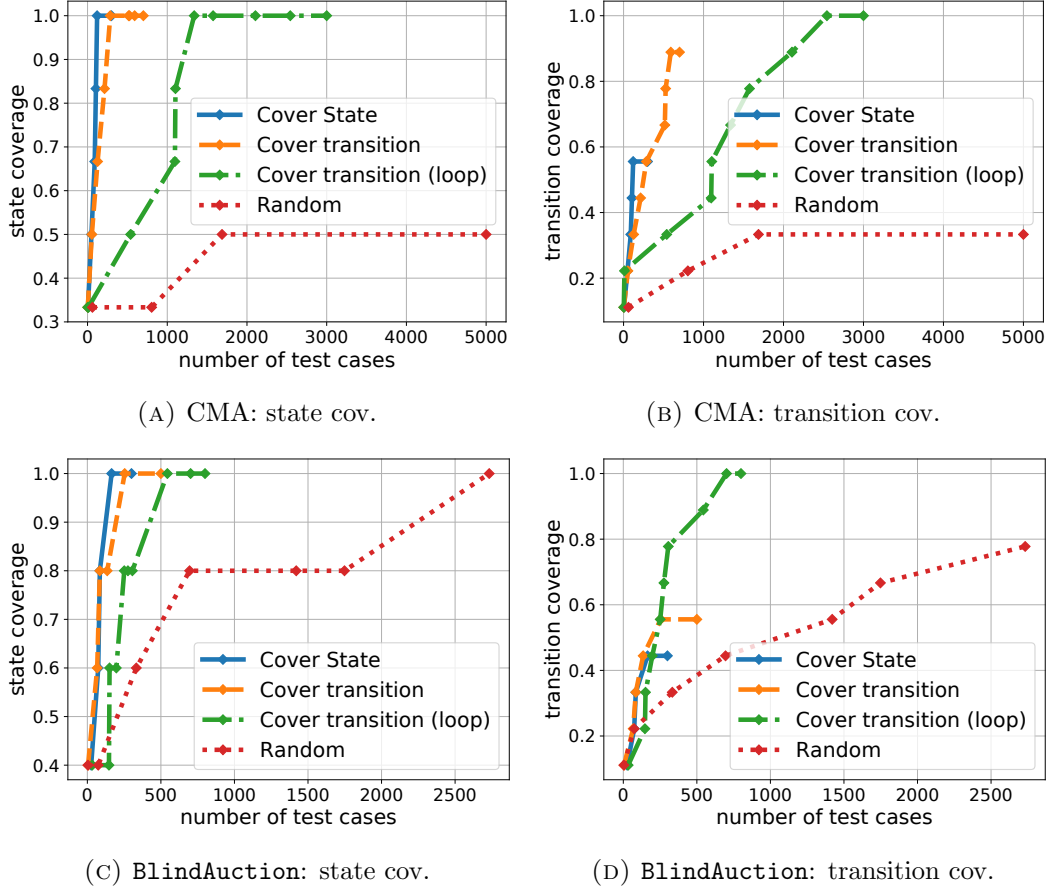 1.0
0.9
0.8
0.7
0.6
0.5
0.4
0.3
state coverage
Cover State
Cover transition
Cover transition (loop)
Random
0 1000 2000 3000 4000 5000
number of test cases
(A) CMA: state cov.
1.0
0.8
0.6
0.4
0.2
transition coverage
Cover State
Cover transition
Cover transition (loop)
Random
0 1000 2000 3000 4000 5000
number of test cases
(B) CMA: transition cov.
1.0
0.9
0.8
0.7
0.6
0.5
0.4
state coverage
Cover State
Cover transition
Cover transition (loop)
Random
0 500 1000 1500 2000 2500
number of test cases
(C) BlindAuction: state cov.
1.0
0.8
0.6
0.4
0.2
transition coverage
Cover State
Cover transition
Cover transition (loop)
Random
0 500 1000 1500 2000 2500
number of test cases
(D) BlindAuction: transition cov.